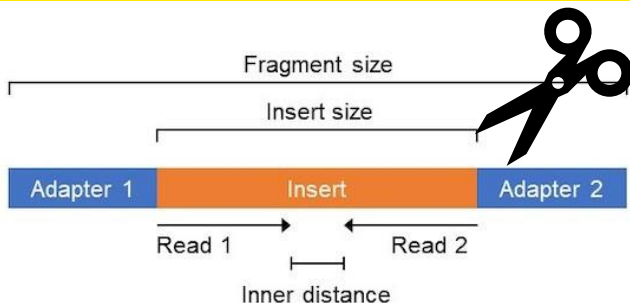 Fragment size
Insert size
Adapter 1 Insert Adapter 2
Read 1 Read 2
Inner distance